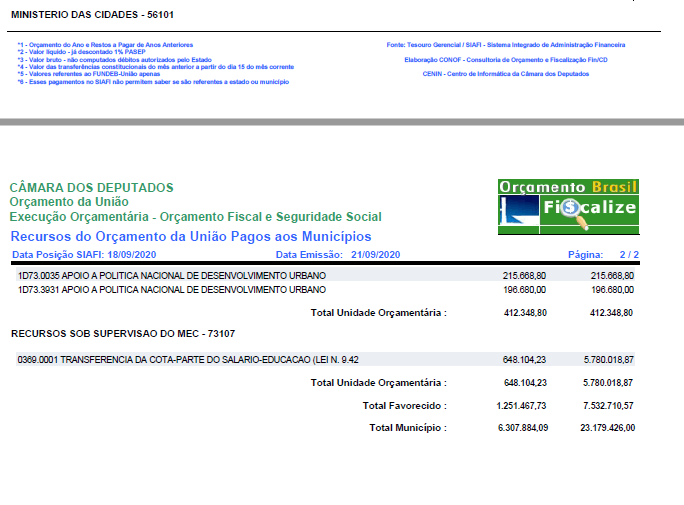 MINISTERIO DAS CIDADES - 56101
*1 - Orçamento do Ano e Restos a Pagar de Anos Anteriores
*2 - Valor líquido - já descontado 1% PASEP
*3 - Valor bruto - não computados débitos autorizados pelo Estado
*4 - Valor das transferências constitucionais do mês anterior a partir do dia 15 do mês corrente
*5 - Valores referentes ao FUNDEB-União apenas
*6 - Esses pagamentos no SIAFI não permitem saber se são referentes a estado ou município
Fonte: Tesouro Gerencial / SIAFI - Sistema Integrado de Administração Financeira
Elaboração CONOF - Consultoria de Orçamento e Fiscalização Fin/CD
CENIN - Centro de Informática da Câmara dos Deputados
CÂMARA DOS DEPUTADOS
Orçamento da União
Execução Orçamentária - Orçamento Fiscal e Seguridade Social
Recursos do Orçamento da União Pagos aos Municípios
Orçamento Brasil
Fi$calize
Data Posição SIAFI: 18/09/2020 Data Emissão: 21/09/2020 Página: 2 / 2
1D73.0035 APOIO A POLITICA NACIONAL DE DESENVOLVIMENTO URBANO 215.668,80 215.668,80
1D73.3931 APOIO A POLITICA NACIONAL DE DESENVOLVIMENTO URBANO 196.680,00 196.680,00
Total Unidade Orçamentária : 412.348,80 412.348,80
RECURSOS SOB SUPERVISAO DO MEC - 73107
0369.0001 TRANSFERENCIA DA COTA-PARTE DO SALARIO-EDUCACAO (LEI N. 9.42 648.104,23 5.780.018,87
Total Unidade Orçamentária : 648.104,23 5.780.018,87
Total Favorecido : 1.251.467,73 7.532.710,57
Total Município : 6.307.884,09 23.179.426,00